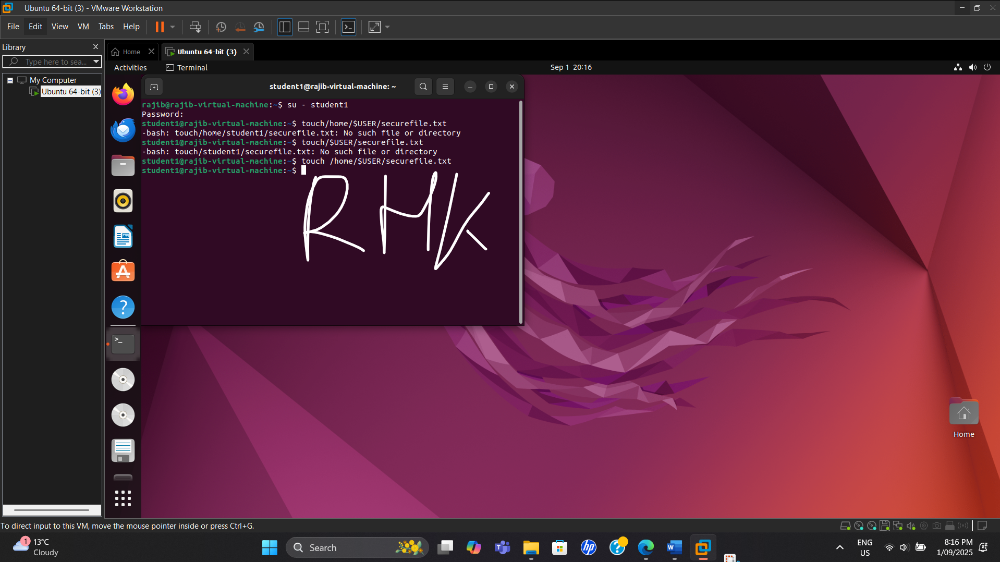 Ubuntu 64-bit (3) - VMware Workstation
File Edit View VM Tabs Help
Library
Type here to sea...
My Computer
Ubuntu 64-bit (3)
Home
Ubuntu 64-bit (3)
Activities
Terminal
Sep 1 20:16
student1@rajib-virtual-machine: ~
rajib@rajib-virtual-machine:~$ su - student1
Password:
student1@rajib-virtual-machine:~$ touch/home/$USER/securefile.txt
-bash: touch/home/student1/securefile.txt: No such file or directory
student1@rajib-virtual-machine:~$ touch/$USER/securefile.txt
-bash: touch/student1/securefile.txt: No such file or directory
student1@rajib-virtual-machine:~$ touch /home/$USER/securefile.txt
student1@rajib-virtual-machine:~$
RMK
Home
To direct input to this VM, move the mouse pointer inside or press Ctrl+G.
1
13°C
Cloudy
Search
ENG
US
8:16 PM
1/09/2025